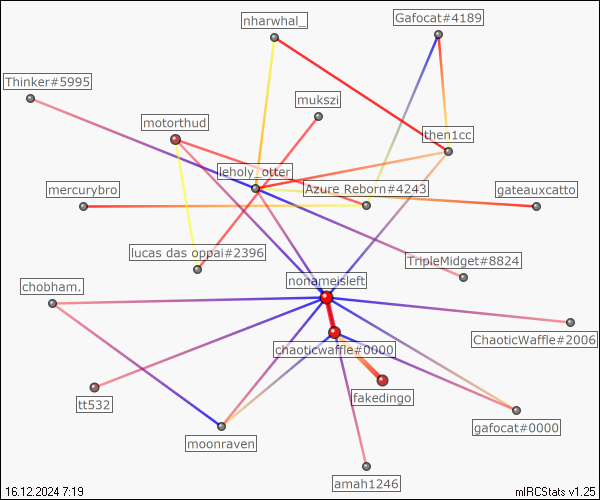 nharwhal_
Gafocat#4189
Thinker#5995
mukszi
motorthud
then1cc
leholy_otter
Azure Reborn#4243
mercurybro
gateauxcatto
lucas das oppai#2396
TripleMidget#8824
nonameisleft
chobham.
ChaoticWaffle#2006
chaoticwaffle#0000
fakedingo
tt532
gafocat#0000
moonraven
amah1246
16.12.2024 7:19
mIRCStats v1.25